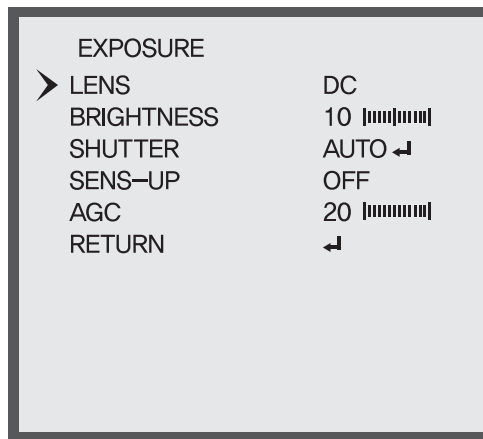 EXPOSURE
LENS DC
BRIGHTNESS 10
SHUTTER AUTO ↵
SENS-UP OFF
AGC 20
RETURN ↵